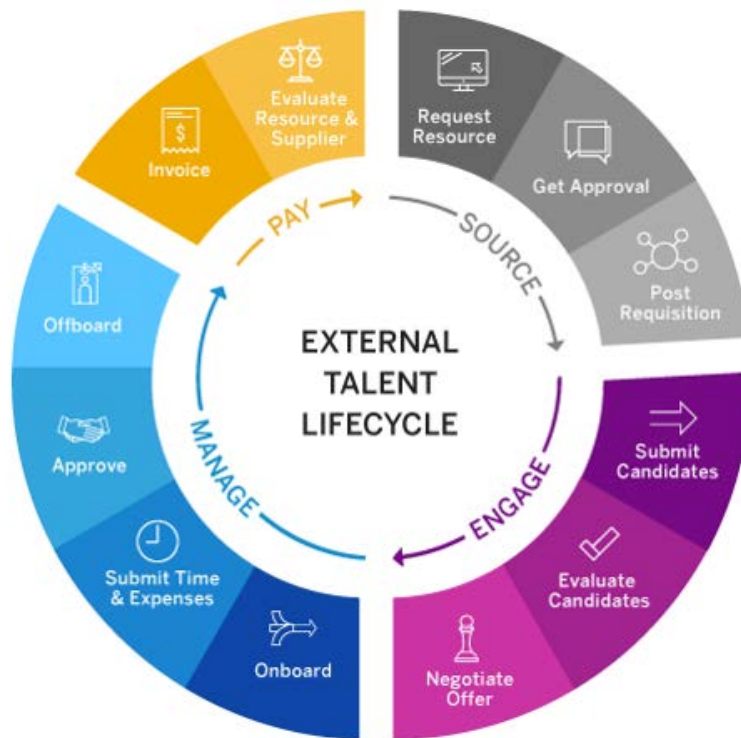 EXTERNAL
TALENT
LIFECYCLE
SOURCE
Request
Resource
Get Approval
Post
Requisition
ENGAGE
Submit
Candidates
Evaluate
Candidates
Negotiate
Offer
MANAGE
Onboard
Submit Time
& Expenses
Approve
Offboard
PAY
Invoice
$
Evaluate
Resource &
Supplier